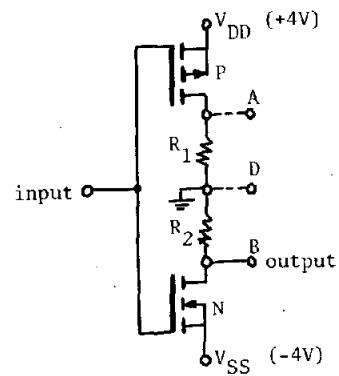 V_DD (+4V)
P
A
R_1
D
input
R_2
B output
N
V_SS (-4V)